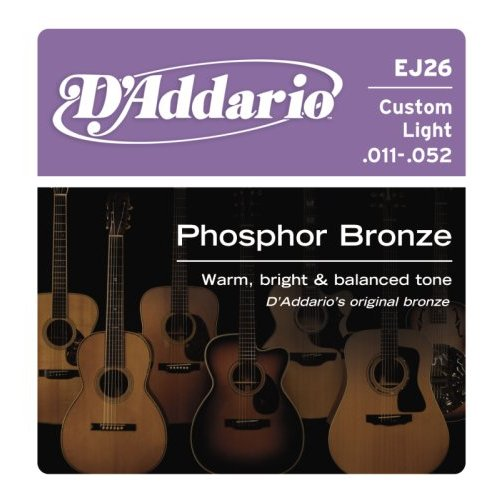 D'Addario
EJ26
Custom
Light
.011-.052
Phosphor Bronze
Warm, bright & balanced tone
D'Addario's original bronze